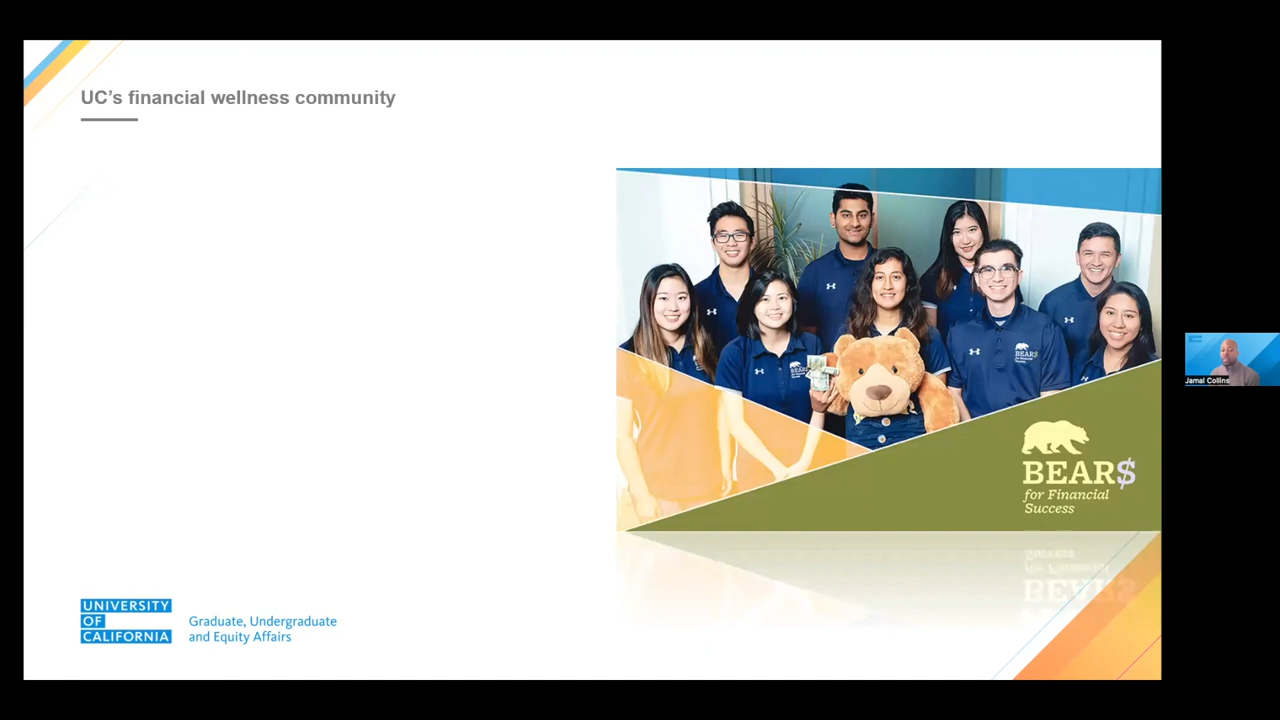 UC's financial wellness community
BEAR$
for Financial
Success
UNIVERSITY
OF
CALIFORNIA
Graduate, Undergraduate
and Equity Affairs
Jamal Collins